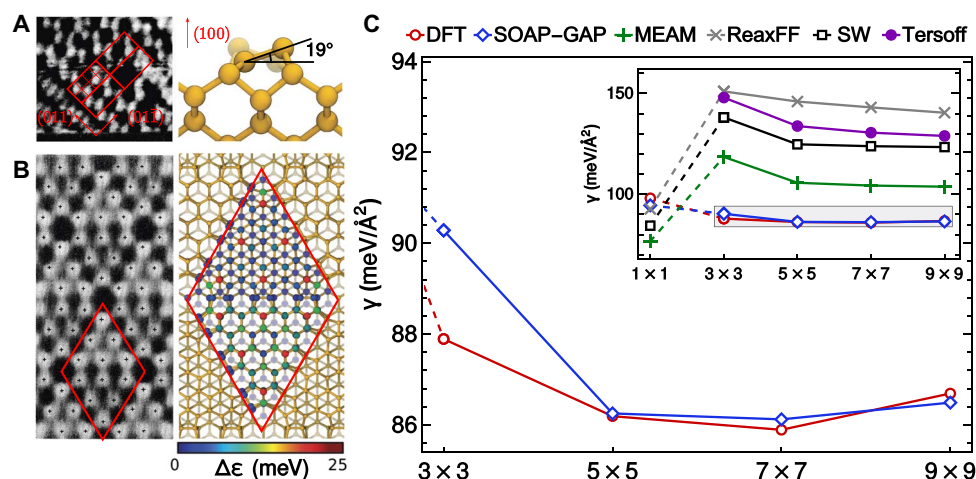 A
(100)
19°
(011̄)
(01̄1̄)
B
0
25
Δε (meV)
C
DFT
SOAP–GAP
MEAM
ReaxFF
SW
Tersoff
94
92
90
88
86
γ (meV/Å²)
3 × 3
5 × 5
7 × 7
9 × 9
150
100
γ (meV/Å²)
1 × 1
3 × 3
5 × 5
7 × 7
9 × 9